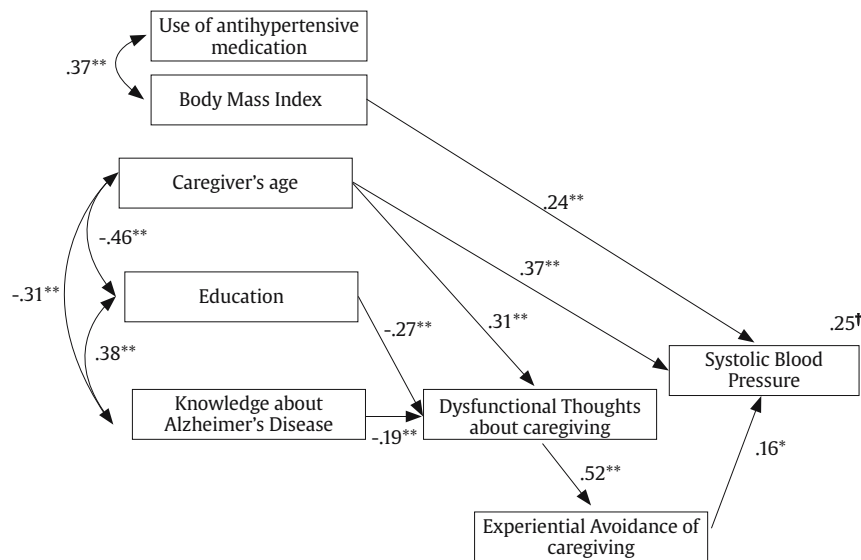 Use of antihypertensive
medication
.37**
Body Mass Index
Caregiver's age
.24**
-.46**
.37**
-.31**
Education
.31**
-.27**
.25†
.38**
Systolic Blood
Pressure
Knowledge about
Alzheimer's Disease
-.19**
Dysfunctional Thoughts
about caregiving
.16*
.52**
Experiential Avoidance of
caregiving